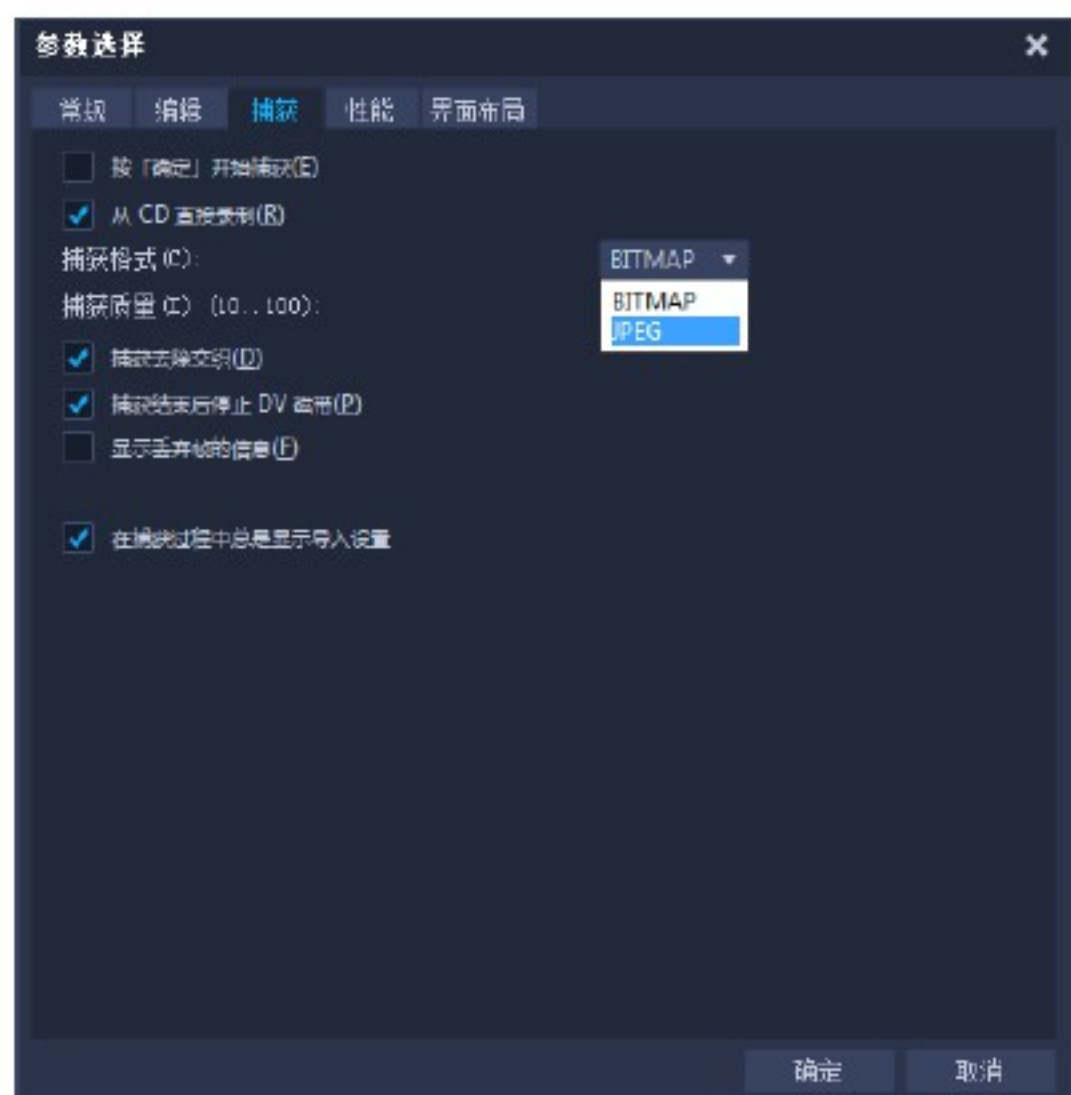 参数选择
常规 编辑 捕获 性能 界面布局
按「确定」开始捕获(E)
从 CD 直接录制(R)
捕获格式(C): BITMAP
BITMAP
捕获质量(I) (10..100):
JPEG
捕获去除交织(D)
捕获结束后停止 DV 磁带(P)
显示丢弃帧的信息(F)
在捕获过程中总是显示导入设置
确定 取消